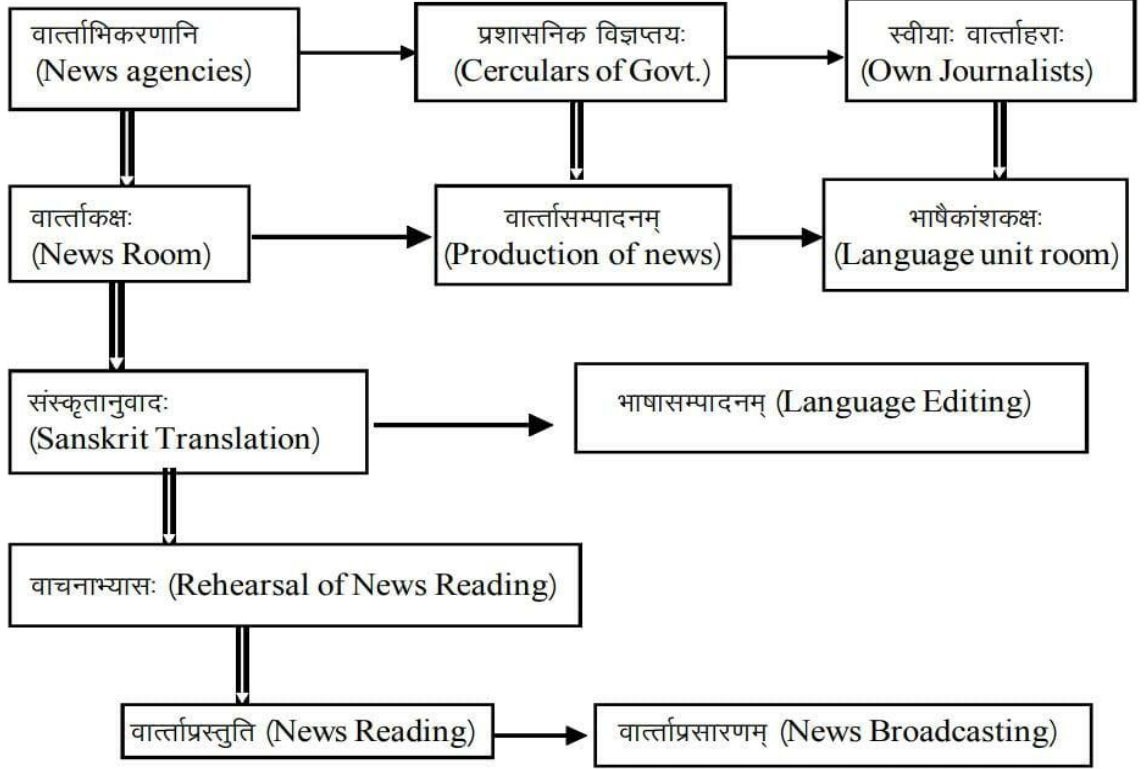 वार्त्ताभिकरणानि
(News agencies)
प्रशासनिक विज्ञप्तयः
(Cerculars of Govt.)
स्वीयाः वार्त्ताहराः
(Own Journalists)
वार्त्ताकक्षः
(News Room)
वार्त्तासम्पादनम्
(Production of news)
भाषैकांशकक्षः
(Language unit room)
संस्कृतानुवादः
(Sanskrit Translation)
भाषासम्पादनम् (Language Editing)
वाचनाभ्यासः (Rehearsal of News Reading)
वार्त्ताप्रस्तुति (News Reading)
वार्त्ताप्रसारणम् (News Broadcasting)